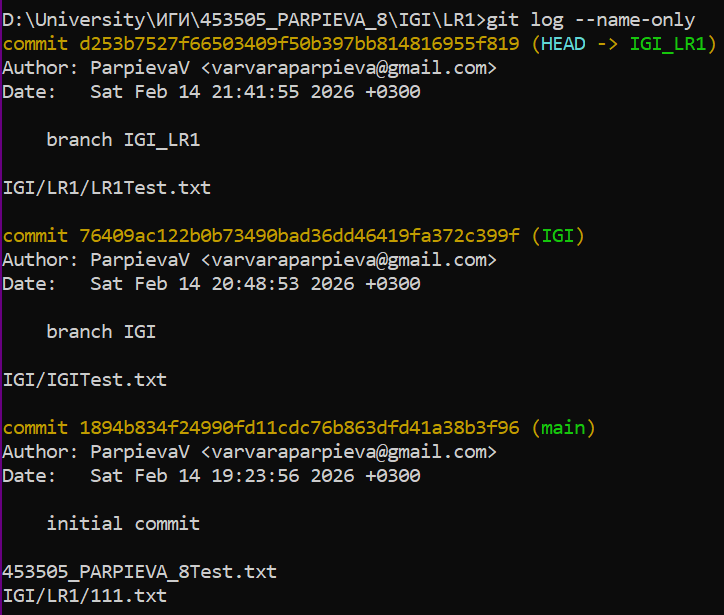 D:\University\ИГИ\453505_PARPIEVA_8\IGI\LR1>git log --name-only
commit d253b7527f66503409f50b397bb814816955f819 (HEAD -> IGI_LR1)
Author: ParpievaV <varvaraparpieva@gmail.com>
Date:   Sat Feb 14 21:41:55 2026 +0300
branch IGI_LR1
IGI/LR1/LR1Test.txt
commit 76409ac122b0b73490bad36dd46419fa372c399f (IGI)
Author: ParpievaV <varvaraparpieva@gmail.com>
Date:   Sat Feb 14 20:48:53 2026 +0300
branch IGI
IGI/IGITest.txt
commit 1894b834f24990fd11cdc76b863dfd41a38b3f96 (main)
Author: ParpievaV <varvaraparpieva@gmail.com>
Date:   Sat Feb 14 19:23:56 2026 +0300
initial commit
453505_PARPIEVA_8Test.txt
IGI/LR1/111.txt